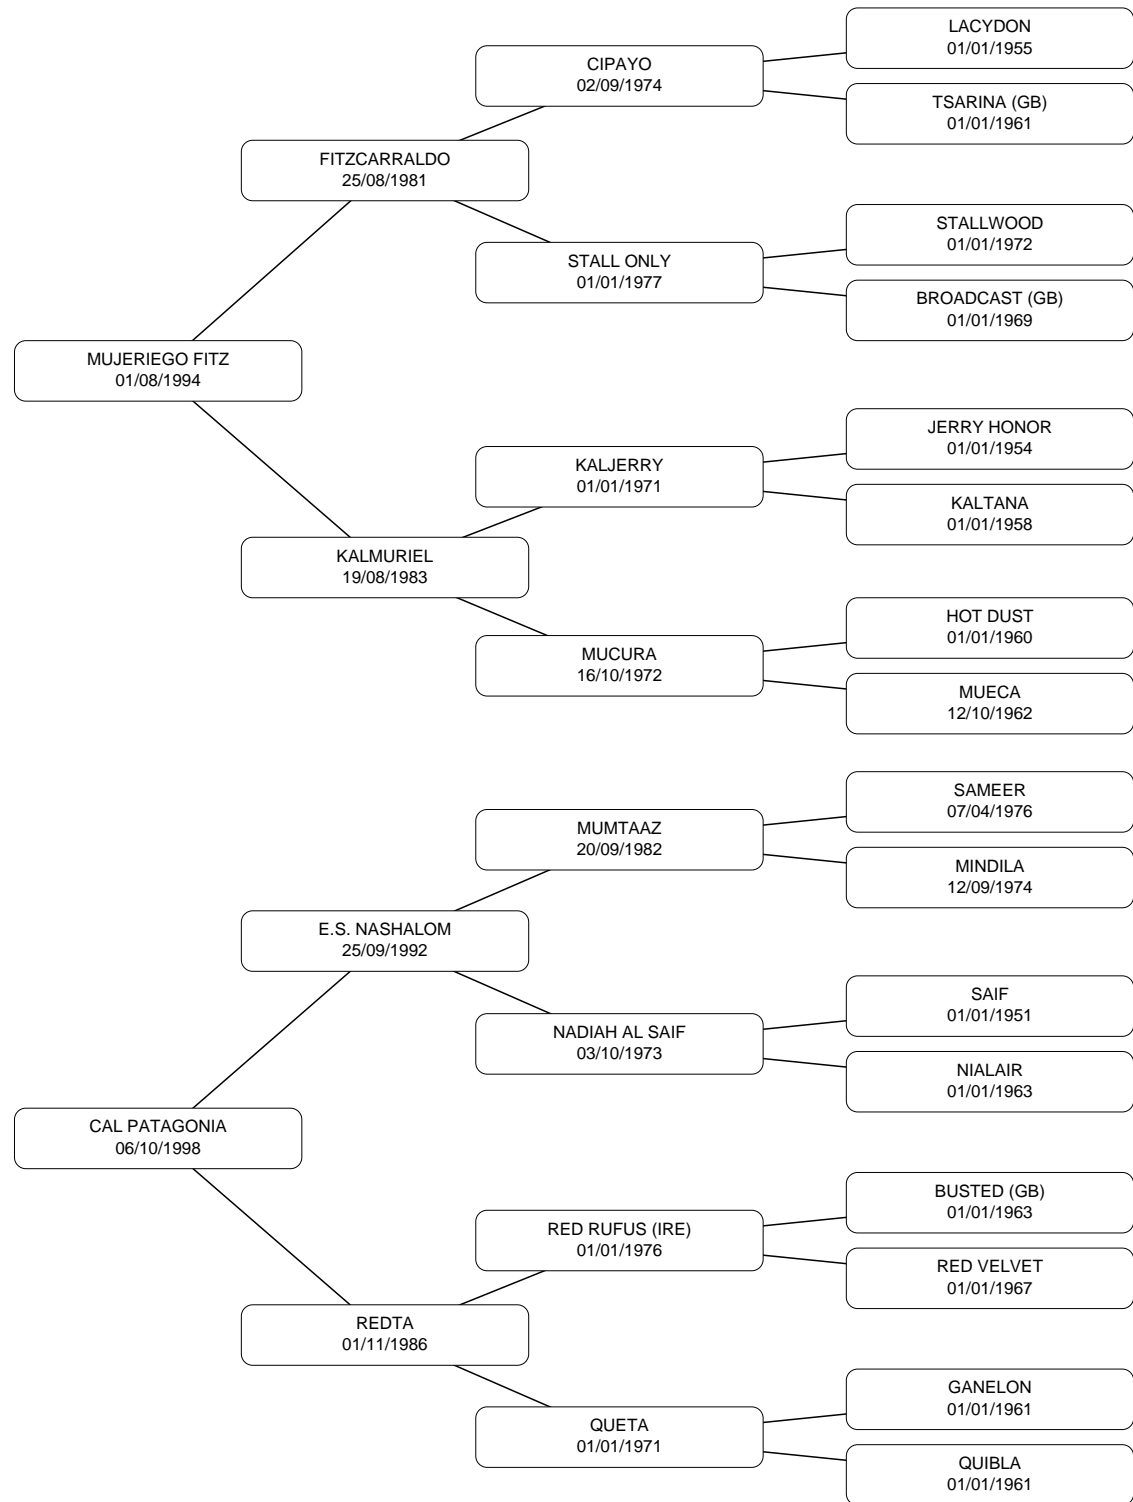 LACYDON
01/01/1955
CIPAYO
02/09/1974
TSARINA (GB)
01/01/1961
FITZCARRALDO
25/08/1981
STALLWOOD
01/01/1972
STALL ONLY
01/01/1977
BROADCAST (GB)
01/01/1969
MUJERIEGO FITZ
01/08/1994
JERRY HONOR
01/01/1954
KALJERRY
01/01/1971
KALTANA
01/01/1958
KALMURIEL
19/08/1983
HOT DUST
01/01/1960
MUCURA
16/10/1972
MUECA
12/10/1962
SAMEER
07/04/1976
MUMTAAZ
20/09/1982
MINDILA
12/09/1974
E.S. NASHALOM
25/09/1992
SAIF
01/01/1951
NADIAH AL SAIF
03/10/1973
NIALAIR
01/01/1963
CAL PATAGONIA
06/10/1998
BUSTED (GB)
01/01/1963
RED RUFUS (IRE)
01/01/1976
RED VELVET
01/01/1967
REDTA
01/11/1986
GANELON
01/01/1961
QUETA
01/01/1971
QUIBLA
01/01/1961